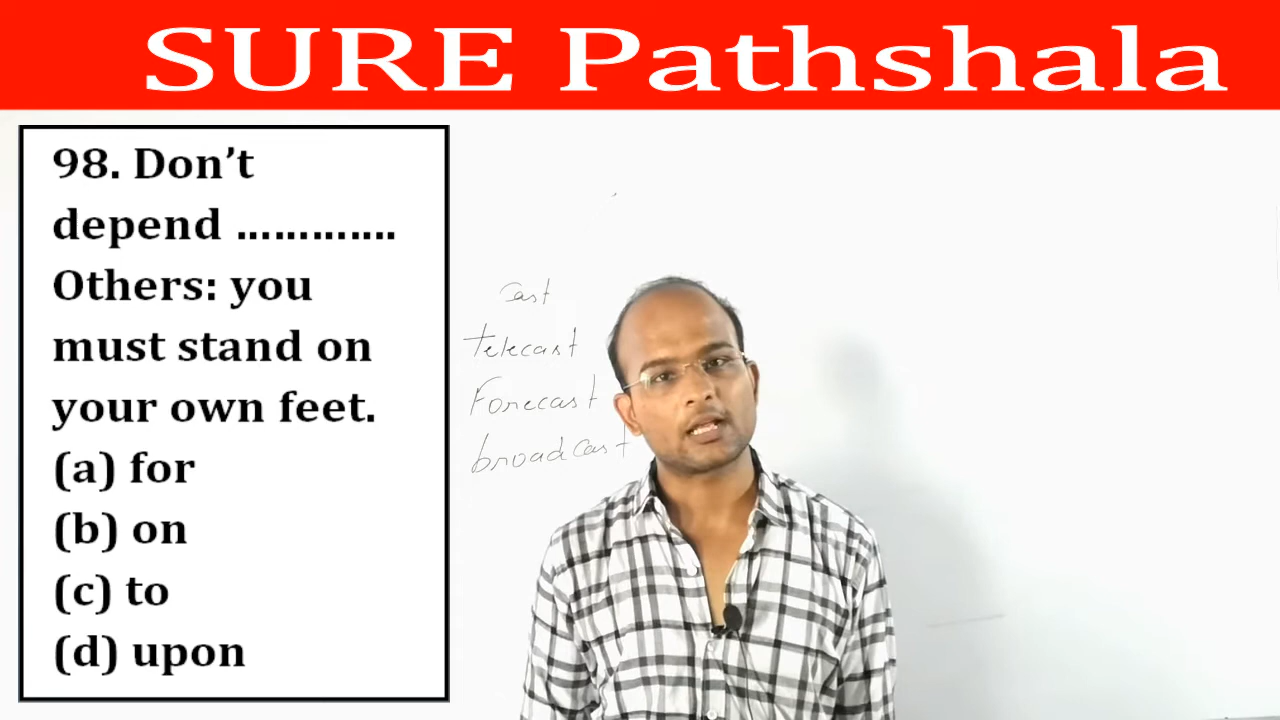 SURE Pathshala
98. Don’t
depend .............
Others: you
must stand on
your own feet.
(a) for
(b) on
(c) to
(d) upon
Cast
Telecast
Forecast
broadcast